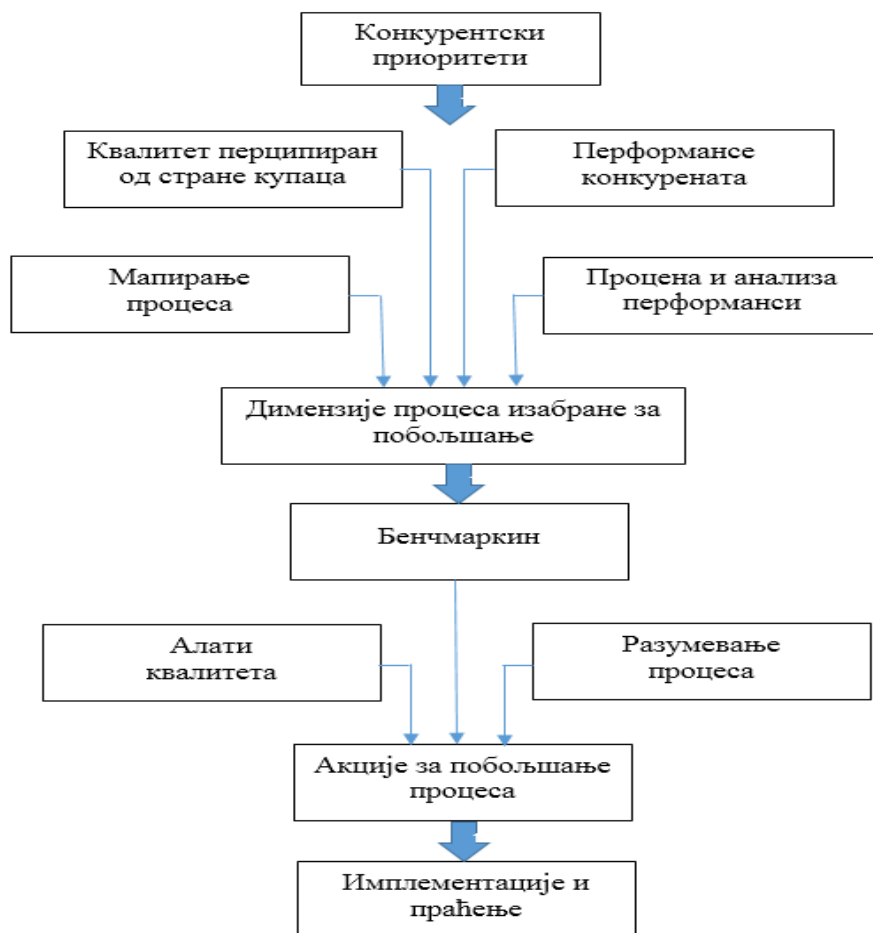 Конкурентски
приоритети
Квалитет перципиран
од стране купаца
Перформансе
конкурената
Мапирање
процеса
Процена и анализа
перформанси
Димензије процеса изабране за
побољшање
Бенчмаркин
Алати
квалитета
Разумевање
процеса
Акције за побољшање
процеса
Имплементације и
праћење